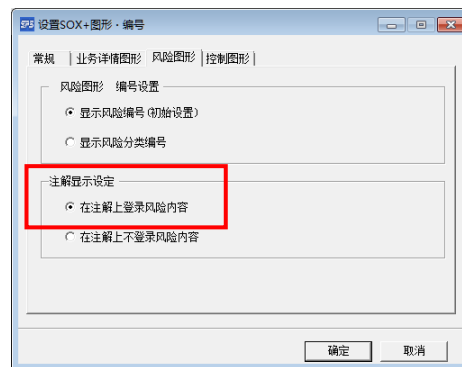 设置SOX+图形·编号
常规 业务详情图形 风险图形 控制图形
风险图形 编号设置
显示风险编号(初始设置)
显示风险分类编号
注解显示设定
在注解上登录风险内容
在注解上不登录风险内容
确定 取消